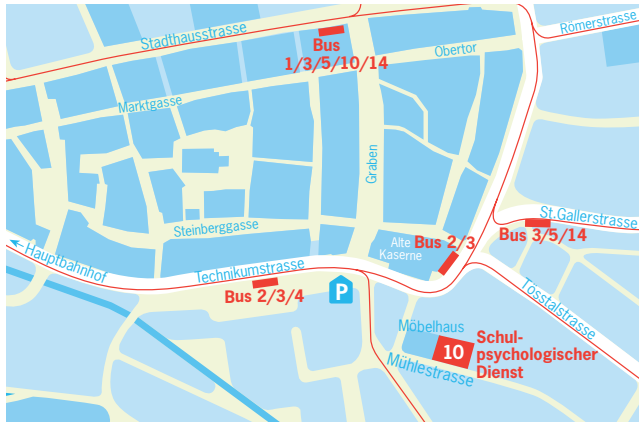 Stadthausstrasse
Bus
1/3/5/10/14
Römerstrasse
Obertor
Marktgasse
Graben
Steinberggasse
St.Gallerstrasse
Alte
Kaserne
Bus 2/3
Bus 3/5/14
Hauptbahnhof
Technikumstrasse
Bus 2/3/4
P
Tösstalstrasse
Möbelhaus
10
Schul-
psychologischer
Dienst
Mühlestrasse